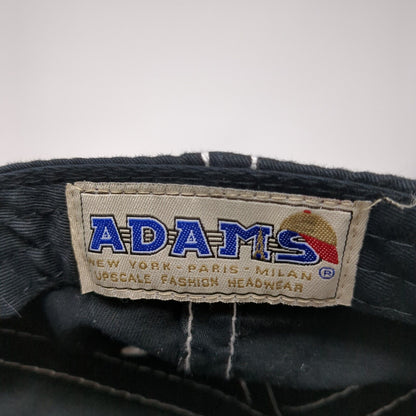 ADAMS
NEW YORK - PARIS - MILAN ®
UPSCALE FASHION HEADWEAR